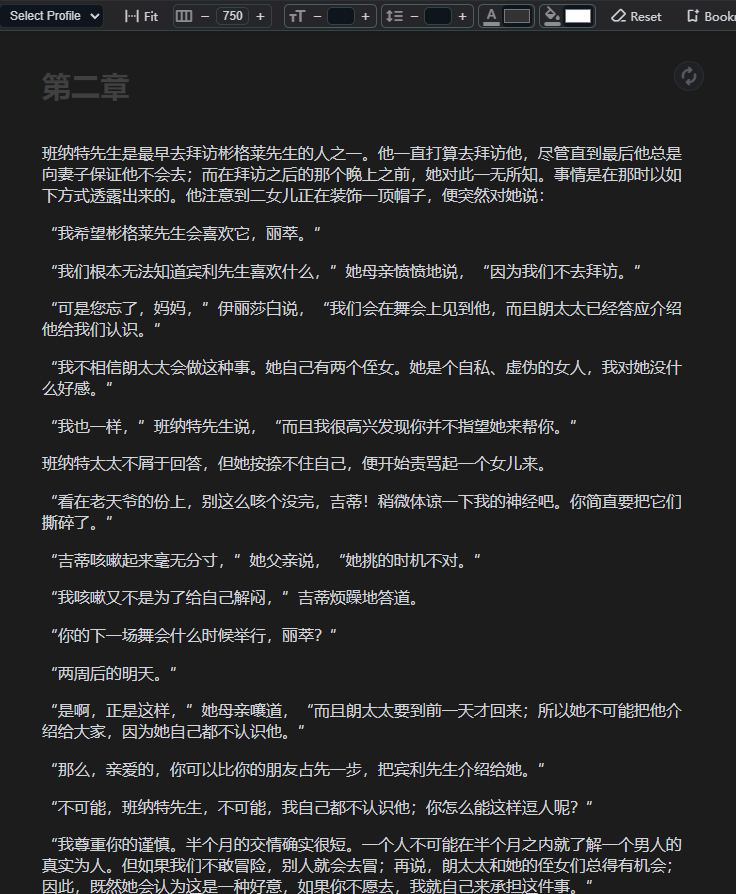 Select Profile
Fit
750
Reset
Bookr
第二章
班纳特先生是最早去拜访彬格莱先生的人之一。他一直打算去拜访他，尽管直到最后他总是
向妻子保证他不会去；而在拜访之后的那个晚上之前，她对此一无所知。事情是在那时以如
下方式透露出来的。他注意到二女儿正在装饰一顶帽子，便突然对她说：
“我希望彬格莱先生会喜欢它，丽萃。“
“我们根本无法知道宾利先生喜欢什么，”她母亲愤愤地说，“因为我们不去拜访。“
“可是您忘了，妈妈，”伊丽莎白说，“我们会在舞会上见到他，而且朗太太已经答应介绍
他给我们认识。“
“我不相信朗太太会做这种事。她自己有两个侄女。她是个自私、虚伪的女人，我对她没什
么好感。“
“我也一样，”班纳特先生说，“而且我很高兴发现你并不指望她来帮你。“
班纳特太太不屑于回答，但她按捺不住自己，便开始责骂起一个女儿来。
“看在老天爷的份上，别这么咳个没完，吉蒂！稍微体谅一下我的神经吧。你简直要把它们
撕碎了。“
“吉蒂咳嗽起来毫无分寸，”她父亲说，“她挑的时机不对。“
“我咳嗽又不是为了给自己解闷，”吉蒂烦躁地答道。
“你的下一场舞会什么时候举行，丽萃？“
“两周后的明天。“
“是啊，正是这样，”她母亲嚷道，“而且朗太太要到前一天才回来；所以她不可能把他介
绍给大家，因为她自己都不认识他。“
“那么，亲爱的，你可以比你的朋友占先一步，把宾利先生介绍给她。“
“不可能，班纳特先生，不可能，我自己都不认识他；你怎么能这样逗人呢？“
“我尊重你的谨慎。半个月的交情确实很短。一个人不可能在半个月之内就了解一个男人的
真实为人。但如果我们不敢冒险，别人就会去冒；再说，朗太太和她的侄女们总得有机会；
因此，既然她会认为这是一种好意，如果你不愿去，我就自己来承担这件事。“